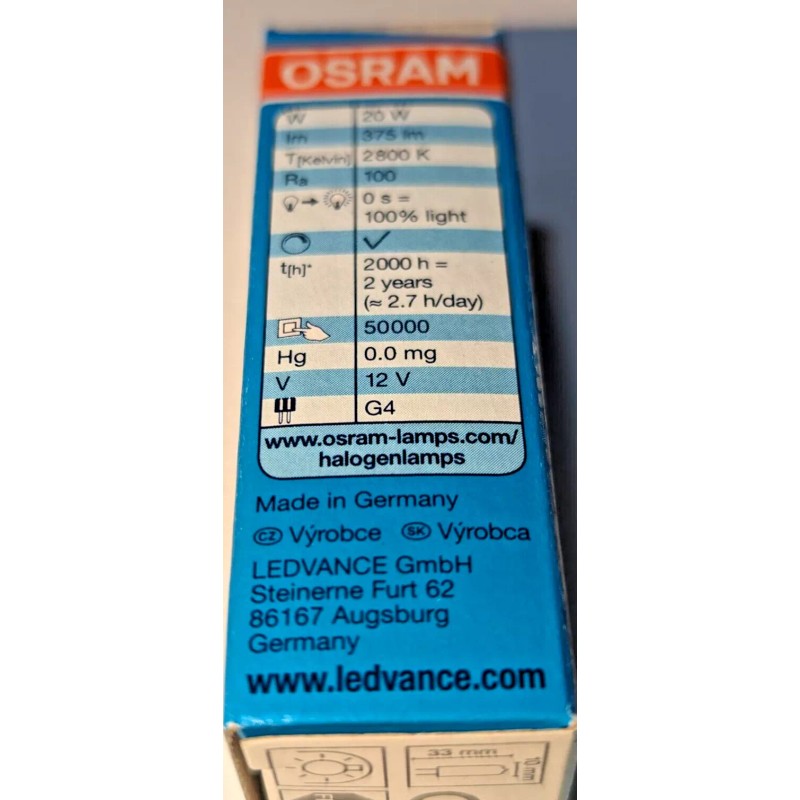 OSRAM
W 20 W
lm 375 lm
T[Kelvin] 2800 K
Ra 100
0 s =
100% light
t[h]* 2000 h =
2 years
(≈ 2.7 h/day)
50000
Hg 0.0 mg
V 12 V
G4
www.osram-lamps.com/
halogenlamps
Made in Germany
CZ Výrobce SK Výrobca
LEDVANCE GmbH
Steinerne Furt 62
86167 Augsburg
Germany
www.ledvance.com
33 mm
10 mm